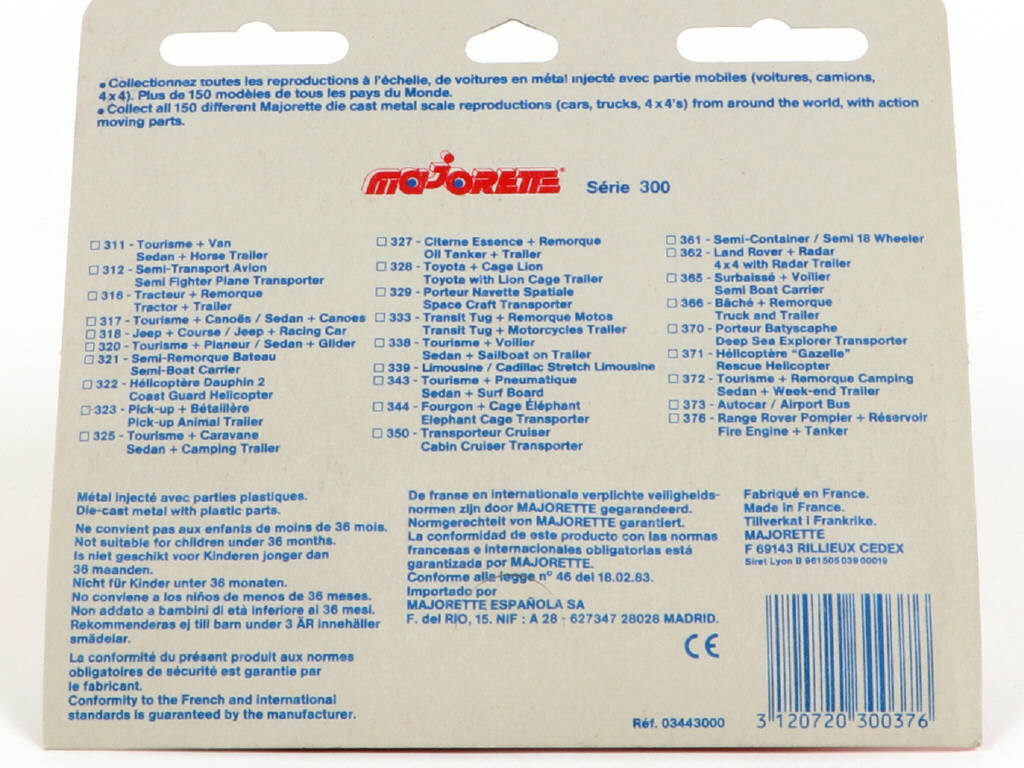 • Collectionnez toutes les reproductions à l'échelle, de voitures en métal injecté avec partie mobiles (voitures, camions,
4x4). Plus de 150 modèles de tous les pays du Monde.
• Collect all 150 different Majorette die cast metal scale reproductions (cars, trucks, 4x4's) from around the world, with action
moving parts.
MAJORETTE Série 300
311 - Tourisme + Van
Sedan + Horse Trailer
312 - Semi-Transport Avion
Semi Fighter Plane Transporter
316 - Tracteur + Remorque
Tractor + Trailer
317 - Tourisme + Canoës / Sedan + Canoes
318 - Jeep + Course / Jeep + Racing Car
320 - Tourisme + Planeur / Sedan + Glider
321 - Semi-Remorque Bateau
Semi-Boat Carrier
322 - Hélicoptère Dauphin 2
Coast Guard Helicopter
323 - Pick-up + Bétaillère
Pick-up Animal Trailer
325 - Tourisme + Caravane
Sedan + Camping Trailer
327 - Citerne Essence + Remorque
Oil Tanker + Trailer
328 - Toyota + Cage Lion
Toyota with Lion Cage Trailer
329 - Porteur Navette Spatiale
Space Craft Transporter
333 - Transit Tug + Remorque Motos
Transit Tug + Motorcycles Trailer
338 - Tourisme + Voilier
Sedan + Sailboat on Trailer
339 - Limousine / Cadillac Stretch Limousine
343 - Tourisme + Pneumatique
Sedan + Surf Board
344 - Fourgon + Cage Éléphant
Elephant Cage Transporter
350 - Transporteur Cruiser
Cabin Cruiser Transporter
361 - Semi-Container / Semi 18 Wheeler
362 - Land Rover + Radar
4x4 with Radar Trailer
365 - Surbaissé + Voilier
Semi Boat Carrier
366 - Bâché + Remorque
Truck and Trailer
370 - Porteur Batyscaphe
Deep Sea Explorer Transporter
371 - Hélicoptère "Gazelle"
Rescue Helicopter
372 - Tourisme + Remorque Camping
Sedan + Week-end Trailer
373 - Autocar / Airport Bus
376 - Range Rover Pompier + Réservoir
Fire Engine + Tanker
Métal injecté avec parties plastiques.
Die-cast metal with plastic parts.
Ne convient pas aux enfants de moins de 36 mois.
Not suitable for children under 36 months.
Is niet geschikt voor Kinderen jonger dan
36 maanden.
Nicht für Kinder unter 36 monaten.
No conviene a los niños de menos de 36 meses.
Non addato a bambini di età inferiore ai 36 mesi.
Rekommenderas ej till barn under 3 ÄR innehäller
smädelar.
La conformité du présent produit aux normes
obligatoires de sécurité est garantie par
le fabricant.
Conformity to the French and international
standards is guaranteed by the manufacturer.
De franse en internationale verplichte veiligheids-
normen zijn door MAJORETTE gegarandeerd.
Normgerechteit von MAJORETTE garantiert.
La conformidad de este producto con las normas
francesas e internacionales obligatorias está
garantizada por MAJORETTE.
Conforme alla legge nº 46 del 18.02.83.
Importado por
MAJORETTE ESPAÑOLA SA
F. del RIO, 15. NIF : A 28 - 627347 28028 MADRID.
CE
Réf. 03443000
Fabriqué en France.
Made in France.
Tillverkat i Frankrike.
MAJORETTE
F 69143 RILLIEUX CEDEX
Siret Lyon B 961 505 039 00019
3 120720 300376